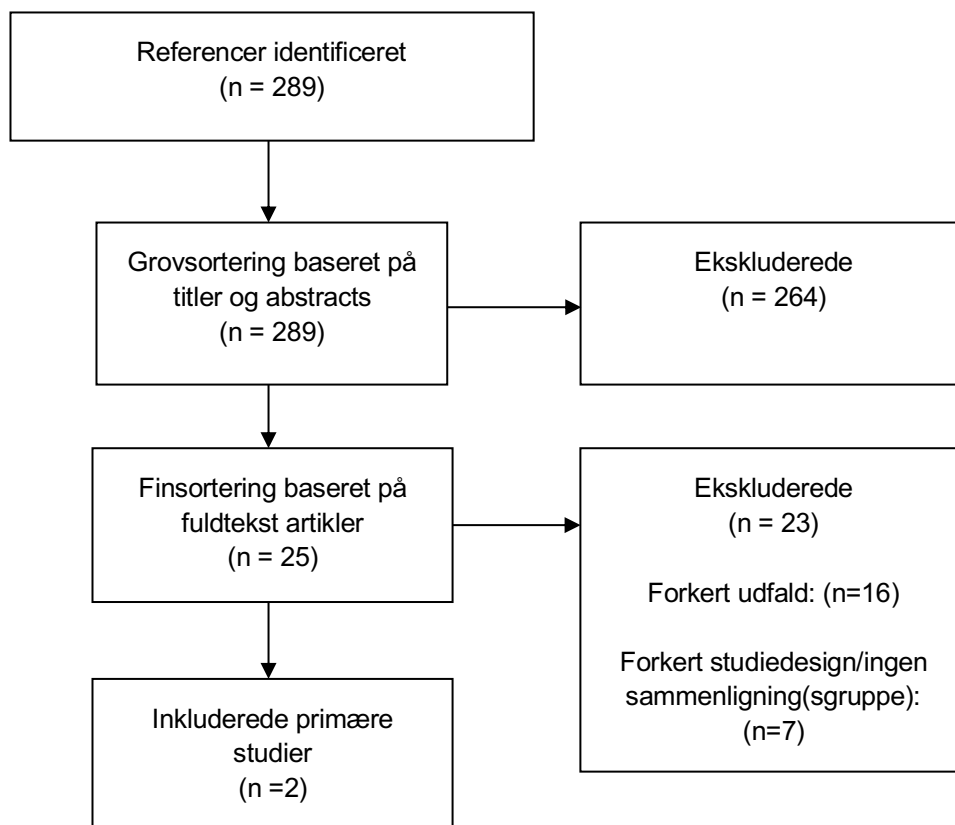 Referencer identificeret
(n = 289)
Grovsortering baseret på
titler og abstracts
(n = 289)
Ekskluderede
(n = 264)
Finsortering baseret på
fuldtekst artikler
(n = 25)
Ekskluderede
(n = 23)
Forkert udfald: (n=16)
Forkert studiedesign/ingen
sammenligning(sgruppe):
(n=7)
Inkluderede primære
studier
(n =2)